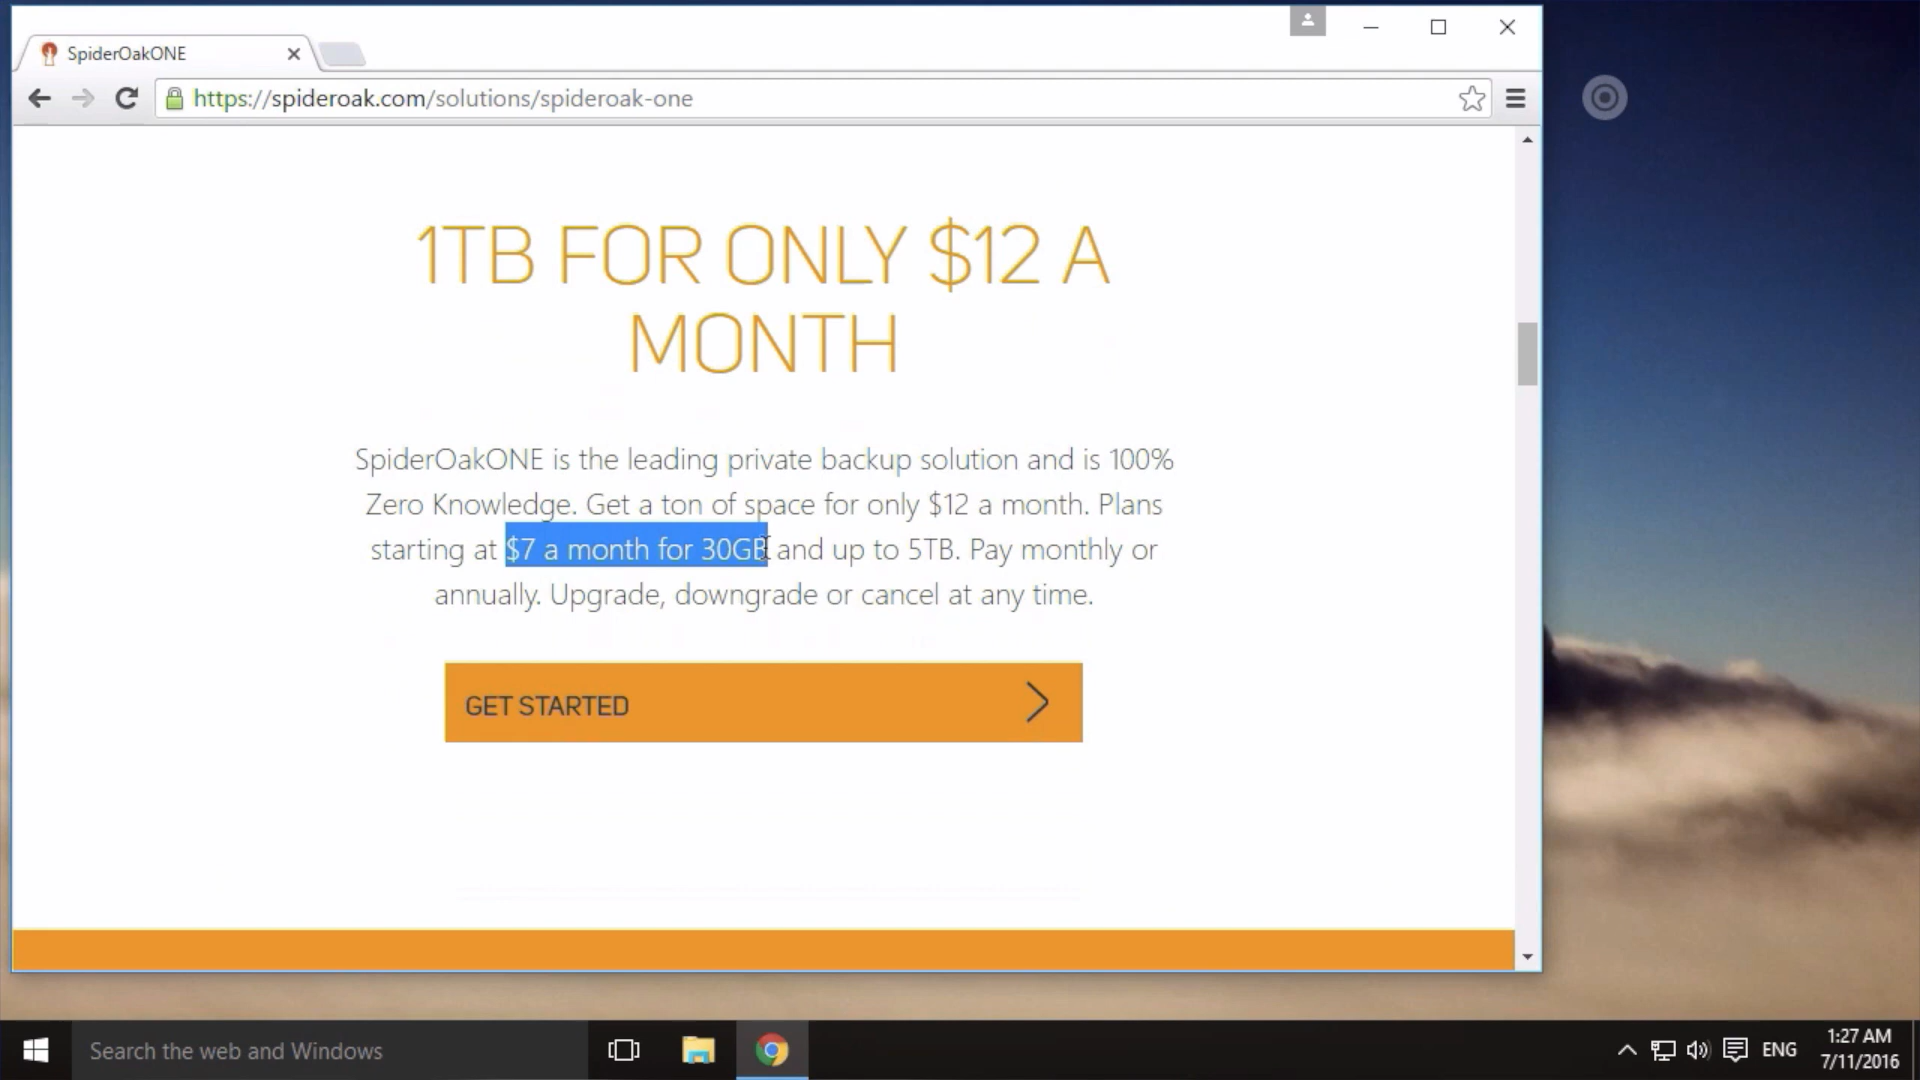 SpiderOakONE
https://spideroak.com/solutions/spideroak-one
1TB FOR ONLY $12 A
MONTH
SpiderOakONE is the leading private backup solution and is 100%
Zero Knowledge. Get a ton of space for only $12 a month. Plans
starting at $7 a month for 30GB and up to 5TB. Pay monthly or
annually. Upgrade, downgrade or cancel at any time.
GET STARTED
Search the web and Windows
ENG
1:27 AM
7/11/2016